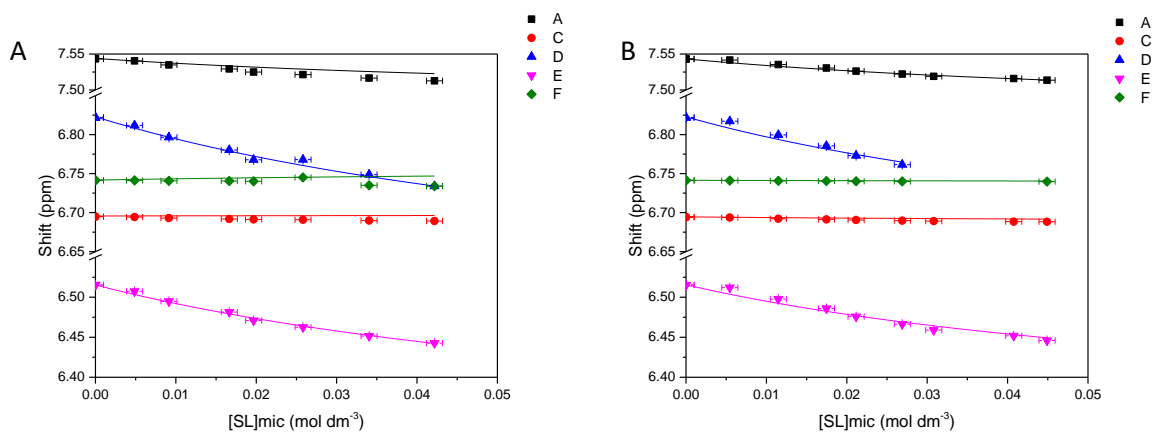 A
A
C
D
E
F
7.55
7.50
6.80
6.75
6.70
6.65
6.50
6.45
6.40
Shift (ppm)
0.00 0.01 0.02 0.03 0.04 0.05
[SL]mic (mol dm-3)
B
A
C
D
E
F
7.55
7.50
6.80
6.75
6.70
6.65
6.50
6.45
6.40
Shift (ppm)
0.00 0.01 0.02 0.03 0.04 0.05
[SL]mic (mol dm-3)